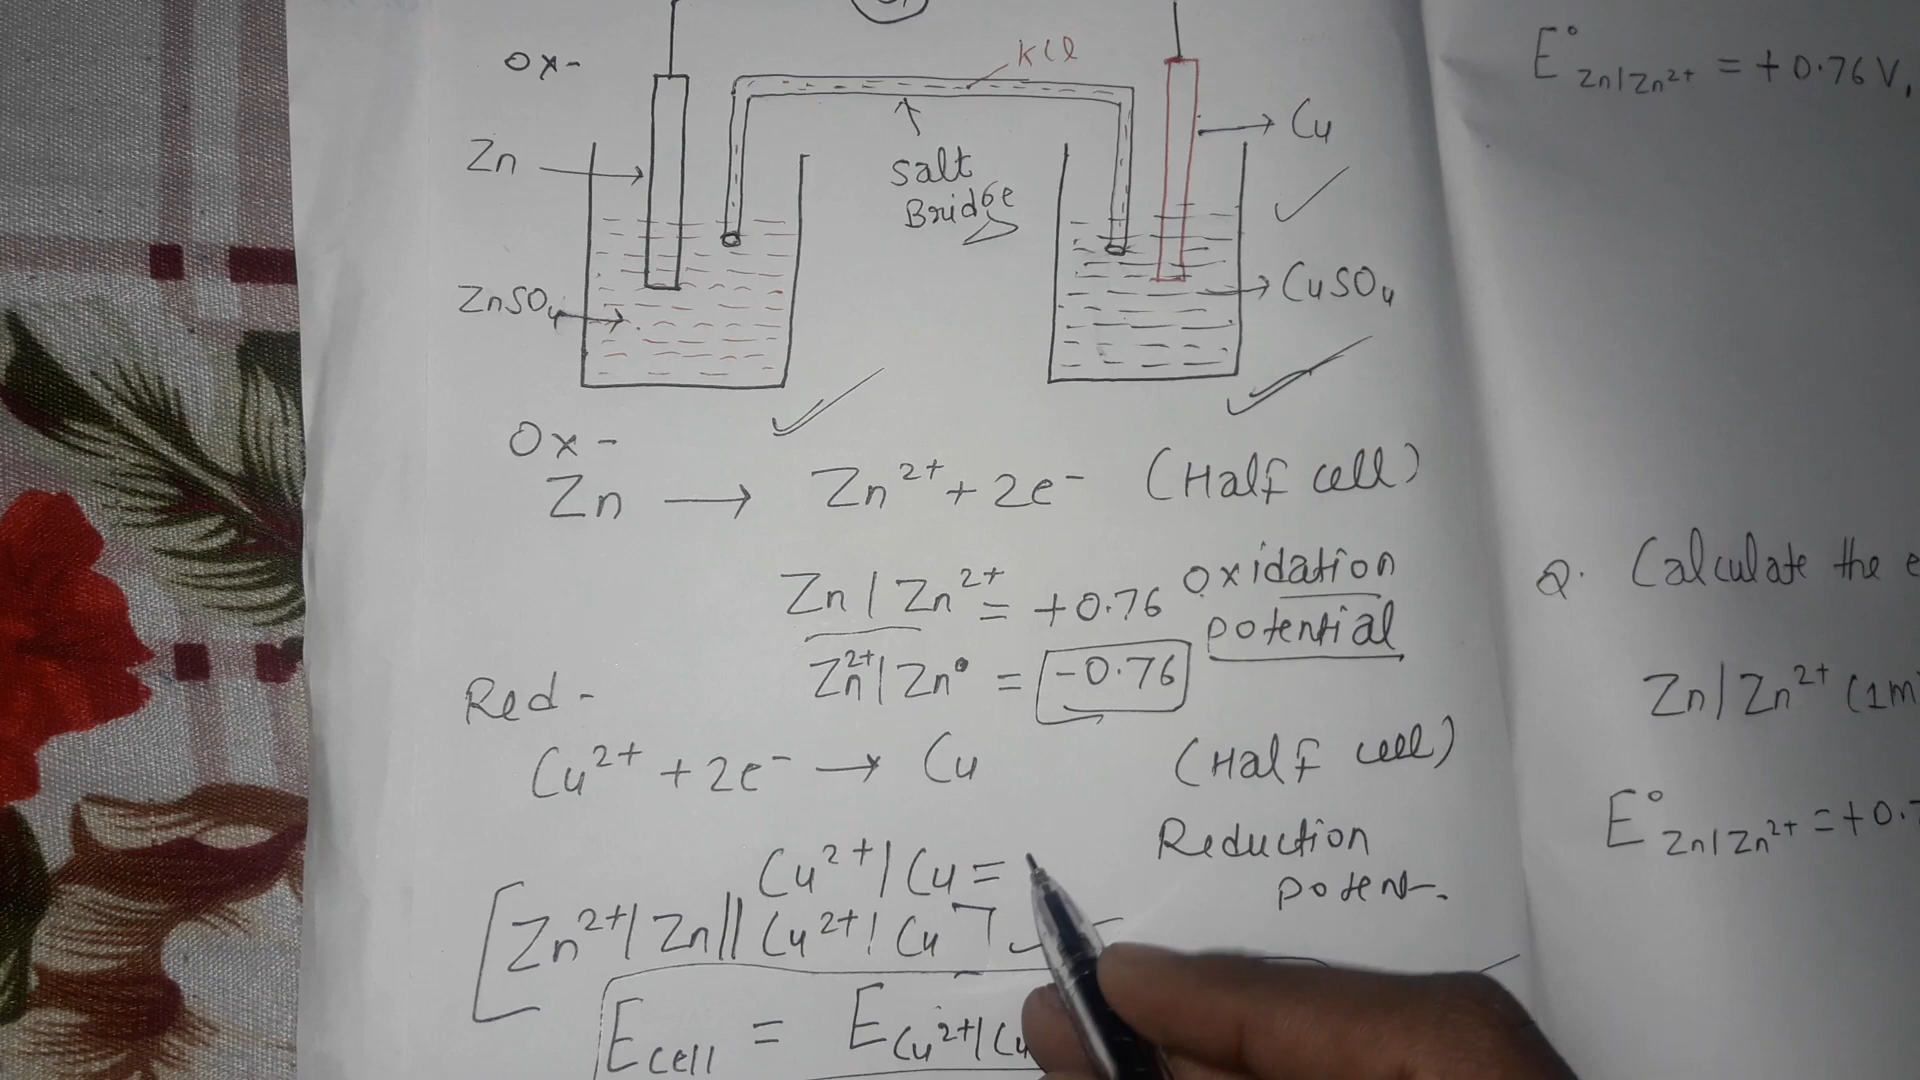 Ox-
KCl
Zn
Cu
Salt
Bridge
ZnSO4
CuSO4
Ox-
Zn → Zn2+ + 2e- (Half cell)
Zn | Zn2+ = +0.76 Oxidation
potential
Zn2+ | Zn = -0.76
Red -
Cu2+ + 2e- → Cu (Half cell)
Cu2+ | Cu = Reduction
poten-
[Zn2+ | Zn || Cu2+ | Cu]
Ecell = ECu2+|Cu
E° Zn|Zn2+ = +0.76 V,
Q. Calculate the e
Zn | Zn2+ (1m
E° Zn|Zn2+ = +0.7